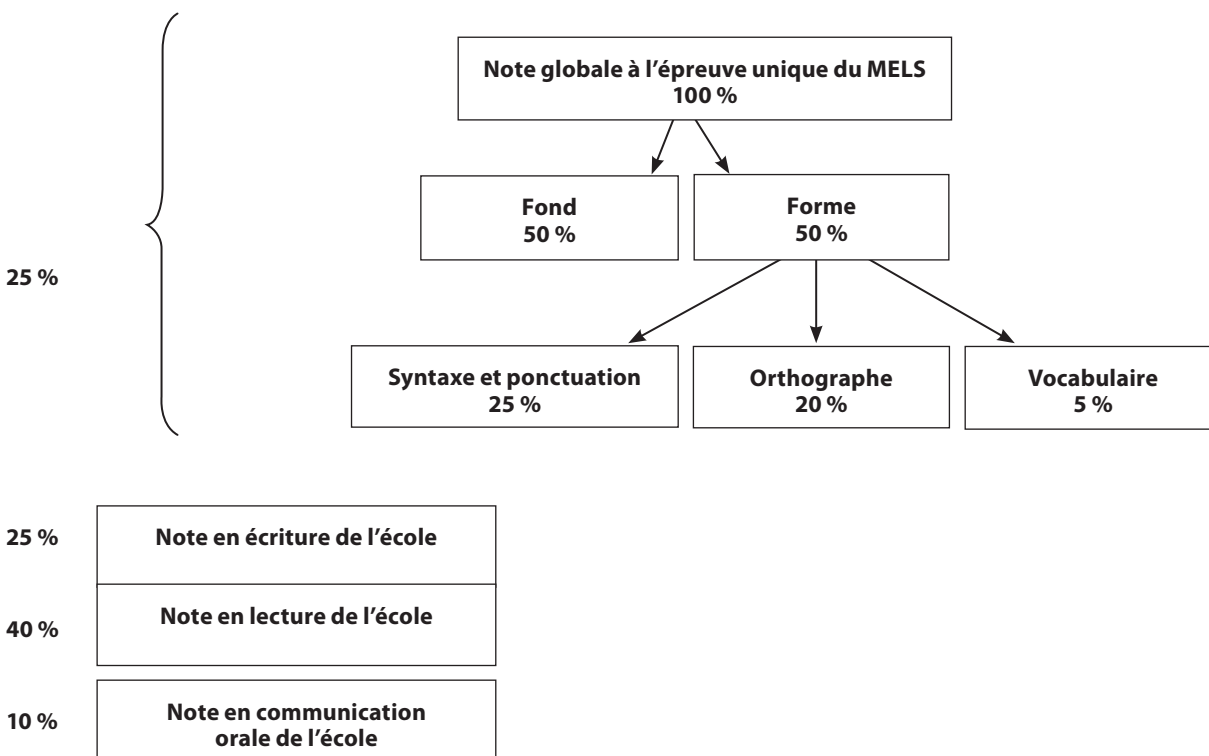 Note globale à l’épreuve unique du MELS
100 %
Fond
50 %
Forme
50 %
25 %
Syntaxe et ponctuation
25 %
Orthographe
20 %
Vocabulaire
5 %
25 %
Note en écriture de l’école
40 %
Note en lecture de l’école
10 %
Note en communication
orale de l’école